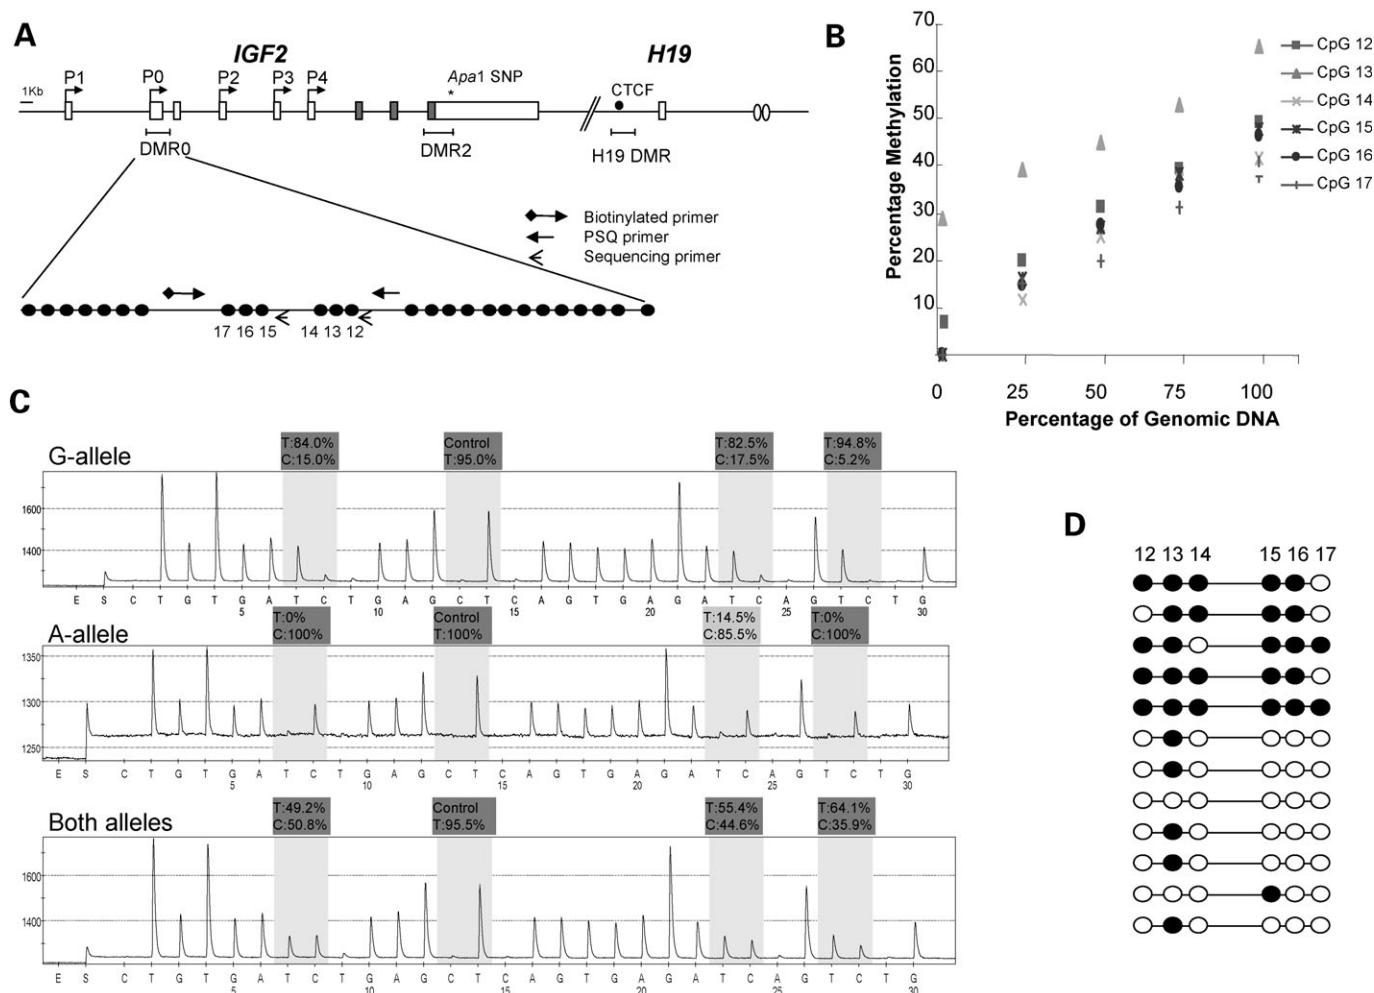 A
IGF2
H19
1Kb
P1
P0
P2
P3
P4
Apa1 SNP
*
CTCF
DMR0
DMR2
H19 DMR
Biotinylated primer
PSQ primer
Sequencing primer
17 16 15 14 13 12
B
Percentage Methylation
70
60
50
40
30
20
10
0 25 50 75 100
Percentage of Genomic DNA
CpG 12
CpG 13
CpG 14
CpG 15
CpG 16
CpG 17
C
G-allele
T:84.0%
C:15.0%
Control
T:95.0%
T:82.5%
C:17.5%
T:94.8%
C:5.2%
1600
1400
E S C T G T G A T C T G A G C T C A G T G A G A T C A G T C T G
5 10 15 20 25 30
A-allele
T:0%
C:100%
Control
T:100%
T:14.5%
C:85.5%
T:0%
C:100%
1350
1300
1250
E S C T G T G A T C T G A G C T C A G T G A G A T C A G T C T G
5 10 15 20 25 30
Both alleles
T:49.2%
C:50.8%
Control
T:95.5%
T:55.4%
C:44.6%
T:64.1%
C:35.9%
1600
1400
E S C T G T G A T C T G A G C T C A G T G A G A T C A G T C T G
5 10 15 20 25 30
D
12 13 14 15 16 17